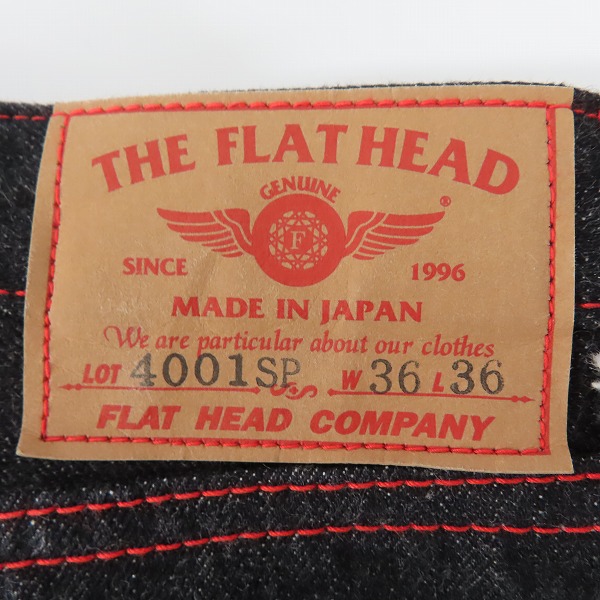 THE FLAT HEAD
GENUINE
F
®
SINCE 1996
MADE IN JAPAN
We are particular about our clothes
LOT 4001SP W 36 L 36
FLAT HEAD COMPANY